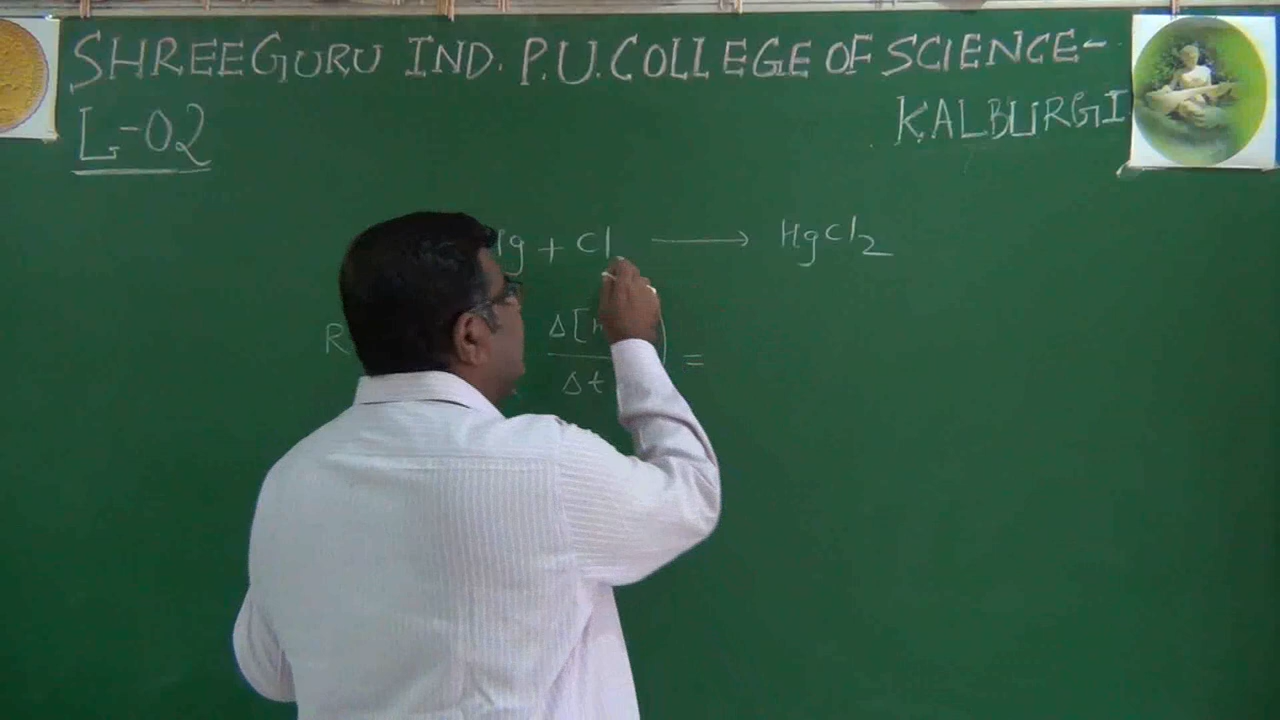 SHREEGURU IND. P.U. COLLEGE OF SCIENCE-
KALBURGI
L-02
g + Cl ⟶ HgCl₂
R Δ[ ) =
Δt